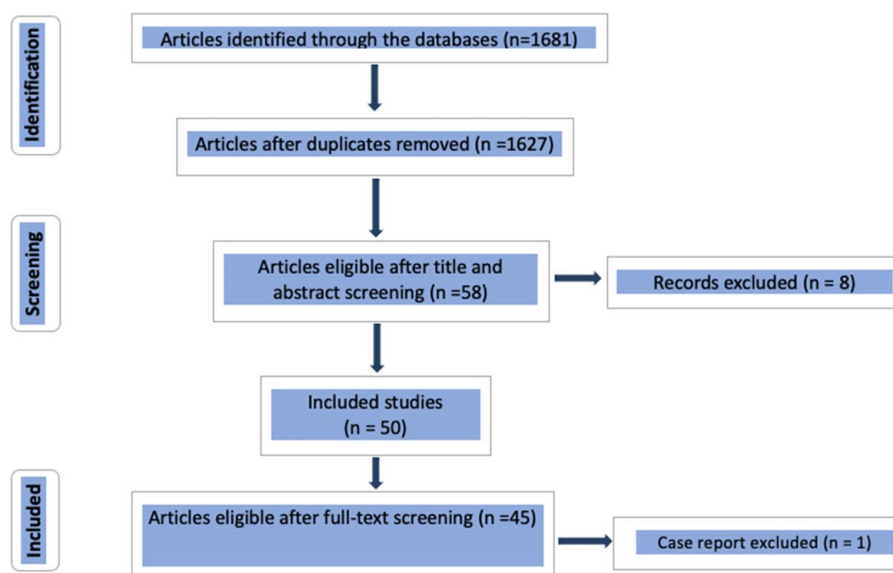 Identification
Articles identified through the databases (n=1681)
Articles after duplicates removed (n =1627)
Screening
Articles eligible after title and
abstract screening (n =58)
Records excluded (n = 8)
Included studies
(n = 50)
Included
Articles eligible after full-text screening (n =45)
Case report excluded (n = 1)